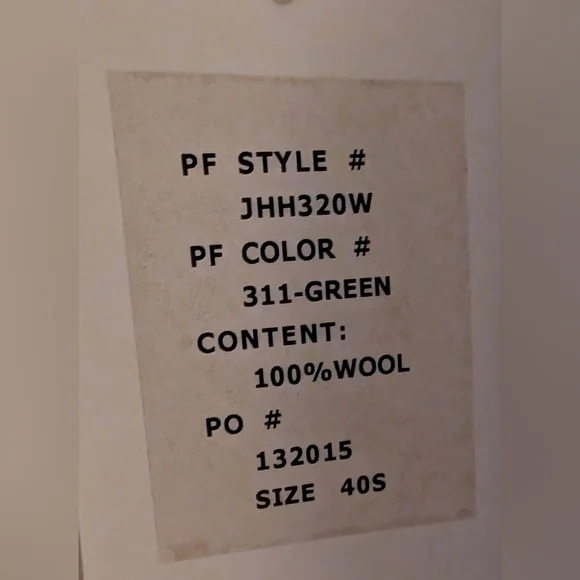 PF STYLE #
JHH320W
PF COLOR #
311-GREEN
CONTENT:
100%WOOL
PO #
132015
SIZE 40S